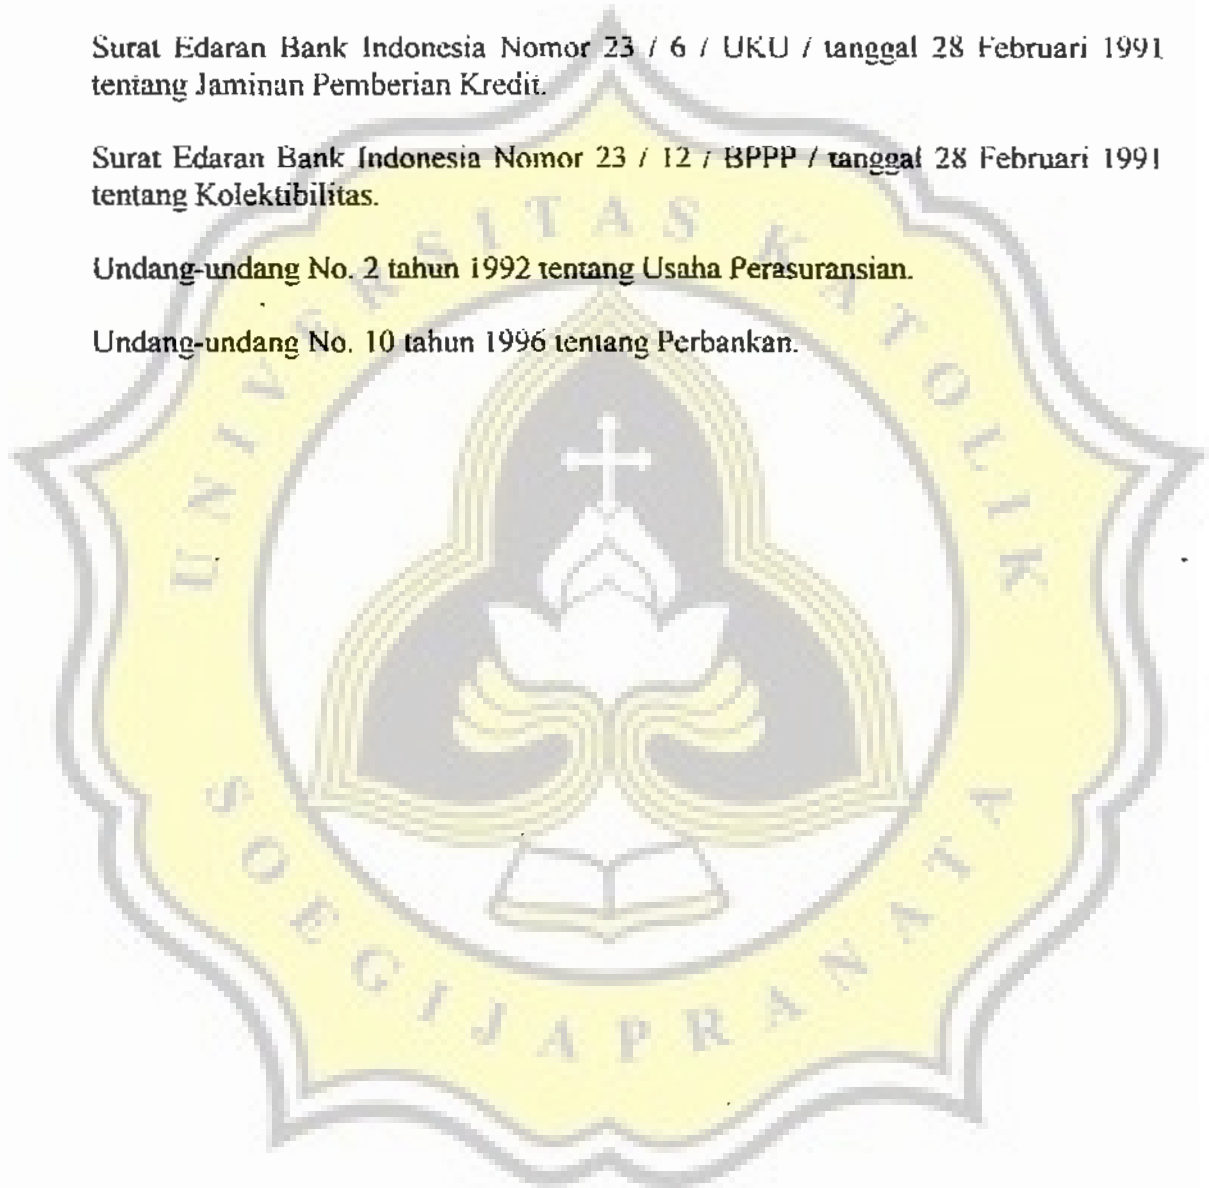 Surat Edaran Bank Indonesia Nomor 23 / 6 / UKU / tanggal 28 Februari 1991
tentang Jaminan Pemberian Kredit.
Surat Edaran Bank Indonesia Nomor 23 / 12 / BPPP / tanggal 28 Februari 1991
tentang Kolektibilitas.
Undang-undang No. 2 tahun 1992 tentang Usaha Perasuransian.
Undang-undang No. 10 tahun 1996 tentang Perbankan.
UNIVERSITAS KATOLIK
SOEGIJAPRANATA